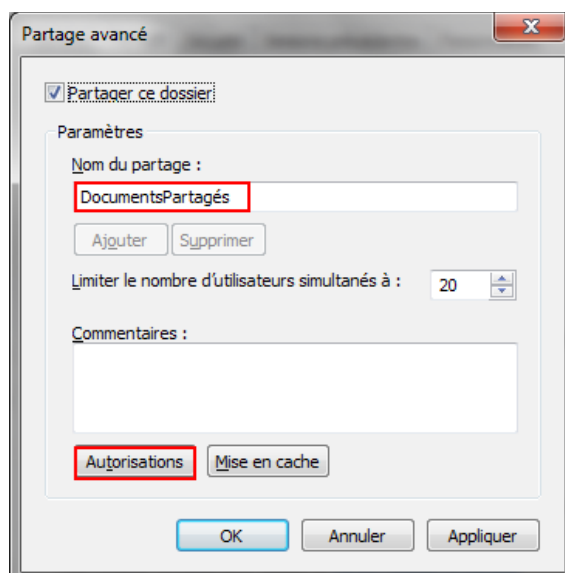 Partage avancé
Partager ce dossier
Paramètres
Nom du partage :
DocumentsPartagés
Ajouter Supprimer
Limiter le nombre d'utilisateurs simultanés à : 20
Commentaires :
Autorisations Mise en cache
OK Annuler Appliquer